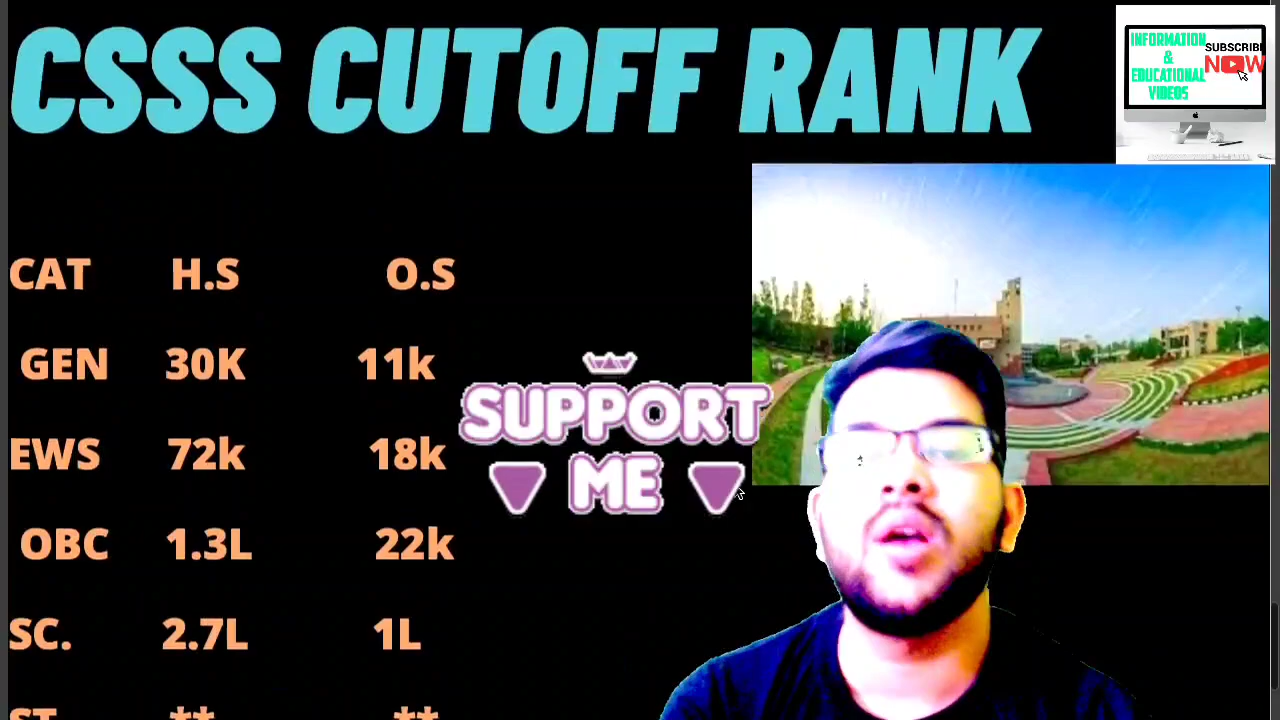 CSSS CUTOFF RANK
INFORMATION
&
EDUCATIONAL
VIDEOS
SUBSCRIBE
NOW
CAT H.S O.S
GEN 30K 11k
EWS 72k 18k
OBC 1.3L 22k
SC. 2.7L 1L
ST ** **
SUPPORT
ME